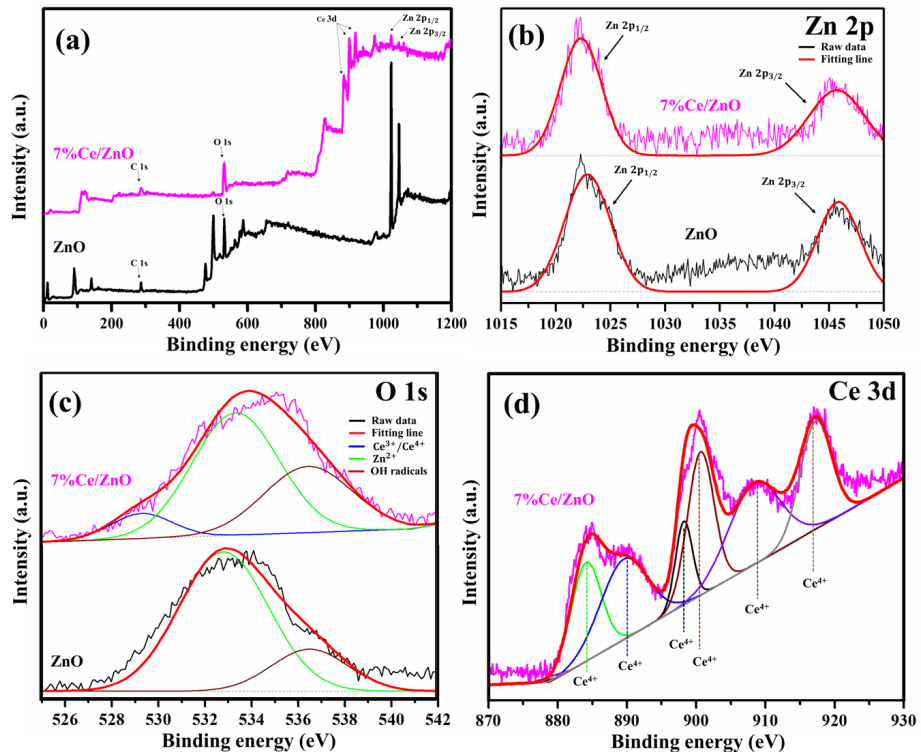 (a)
Ce 3d
Zn 2p1/2
Zn 2p3/2
7%Ce/ZnO
C 1s
O 1s
O 1s
ZnO
C 1s
Intensity (a.u.)
0 200 400 600 800 1000 1200
Binding energy (eV)
(b)
Zn 2p
Zn 2p1/2
Raw data
Fitting line
Zn 2p3/2
7%Ce/ZnO
Zn 2p1/2
Zn 2p3/2
ZnO
Intensity (a.u.)
1015 1020 1025 1030 1035 1040 1045 1050
Binding energy (eV)
(c)
O 1s
Raw data
Fitting line
Ce3+/Ce4+
Zn2+
OH radicals
7%Ce/ZnO
ZnO
Intensity (a.u.)
526 528 530 532 534 536 538 540 542
Binding energy (eV)
(d)
Ce 3d
7%Ce/ZnO
Ce4+
Ce4+
Ce4+
Ce4+
Ce4+
Ce4+
Intensity (a.u.)
870 880 890 900 910 920 930
Binding energy (eV)